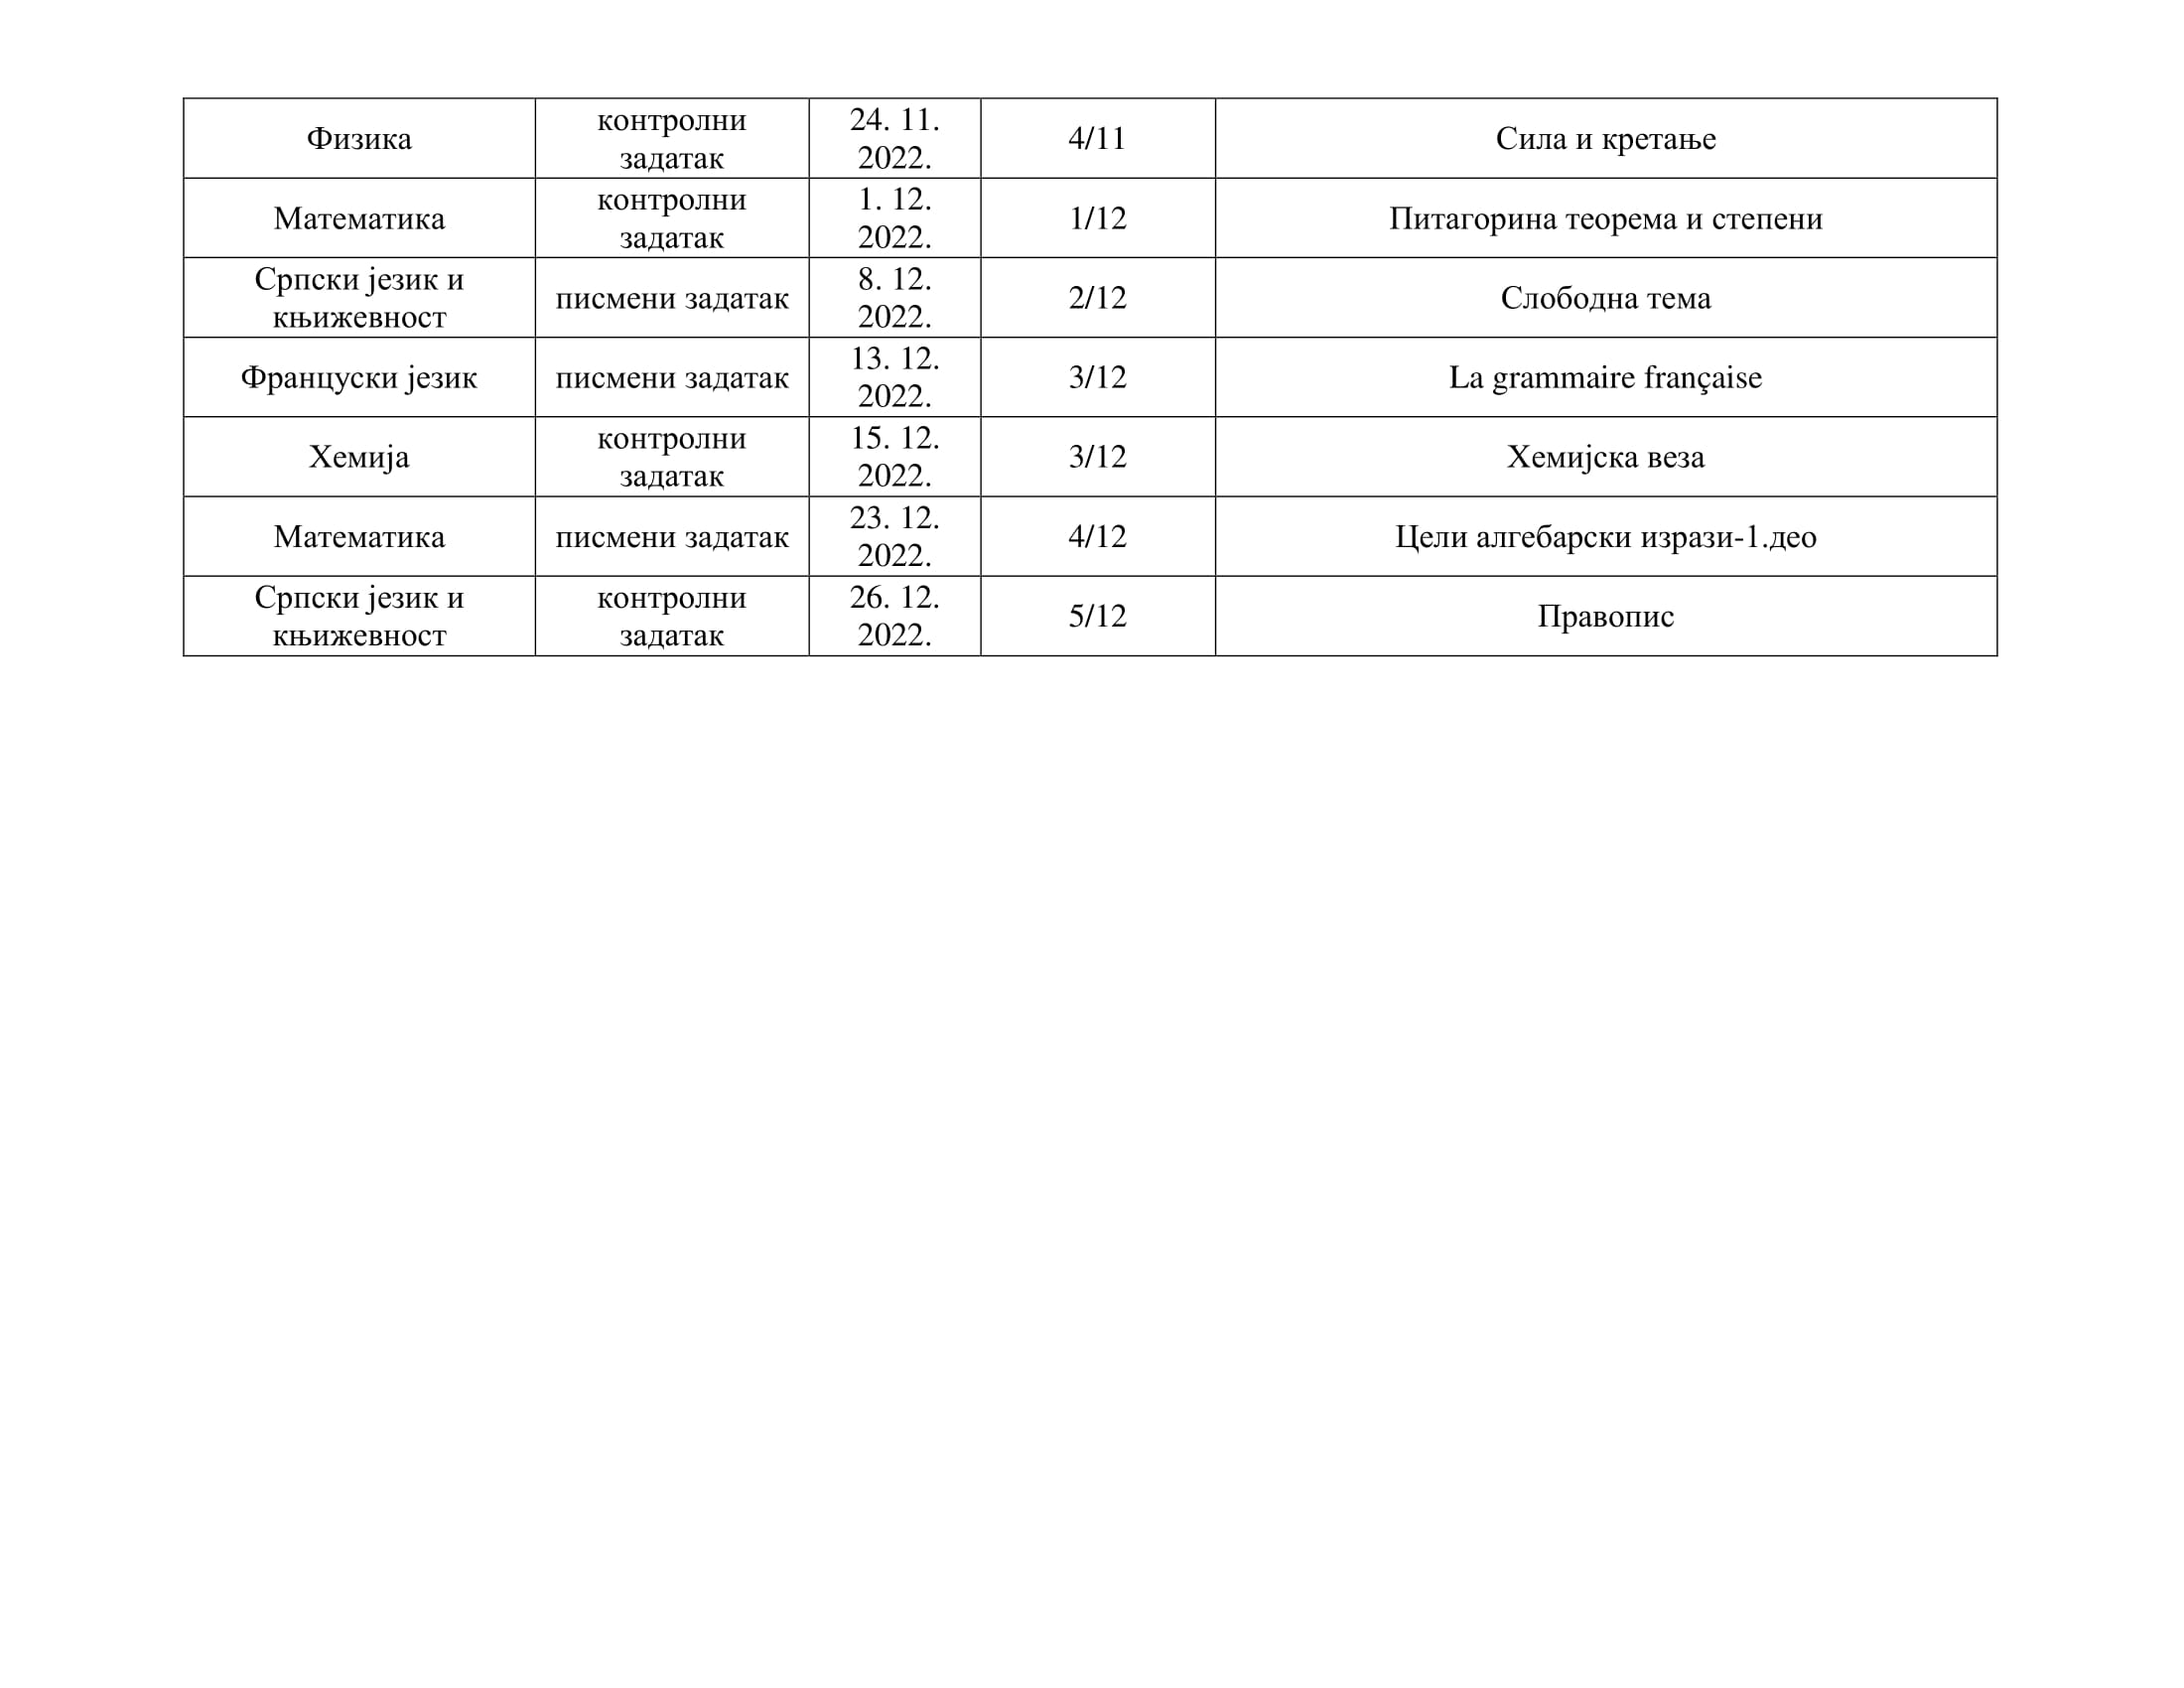 Физика
контролни
задатак
24. 11.
2022.
4/11
Сила и кретање
Математика
контролни
задатак
1. 12.
2022.
1/12
Питагорина теорема и степени
Српски језик и
књижевност
писмени задатак
8. 12.
2022.
2/12
Слободна тема
Француски језик
писмени задатак
13. 12.
2022.
3/12
La grammaire française
Хемија
контролни
задатак
15. 12.
2022.
3/12
Хемијска веза
Математика
писмени задатак
23. 12.
2022.
4/12
Цели алгебарски изрази-1.део
Српски језик и
књижевност
контролни
задатак
26. 12.
2022.
5/12
Правопис